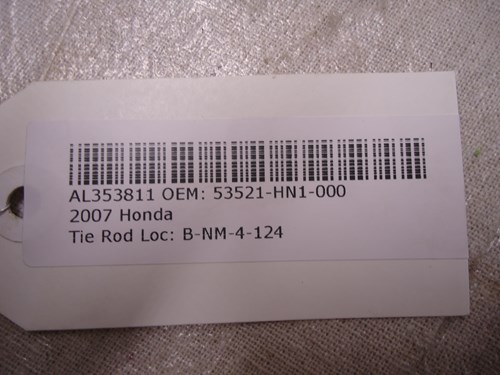 AL353811 OEM: 53521-HN1-000
2007 Honda
Tie Rod Loc: B-NM-4-124